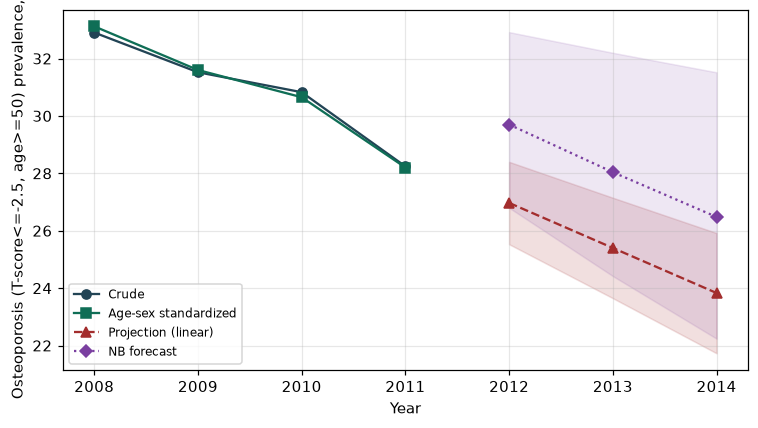 Osteoporosis (T-score<=-2.5, age>=50) prevalence,
32
30
28
26
24
22
Crude
Age-sex standardized
Projection (linear)
NB forecast
2008 2009 2010 2011 2012 2013 2014
Year